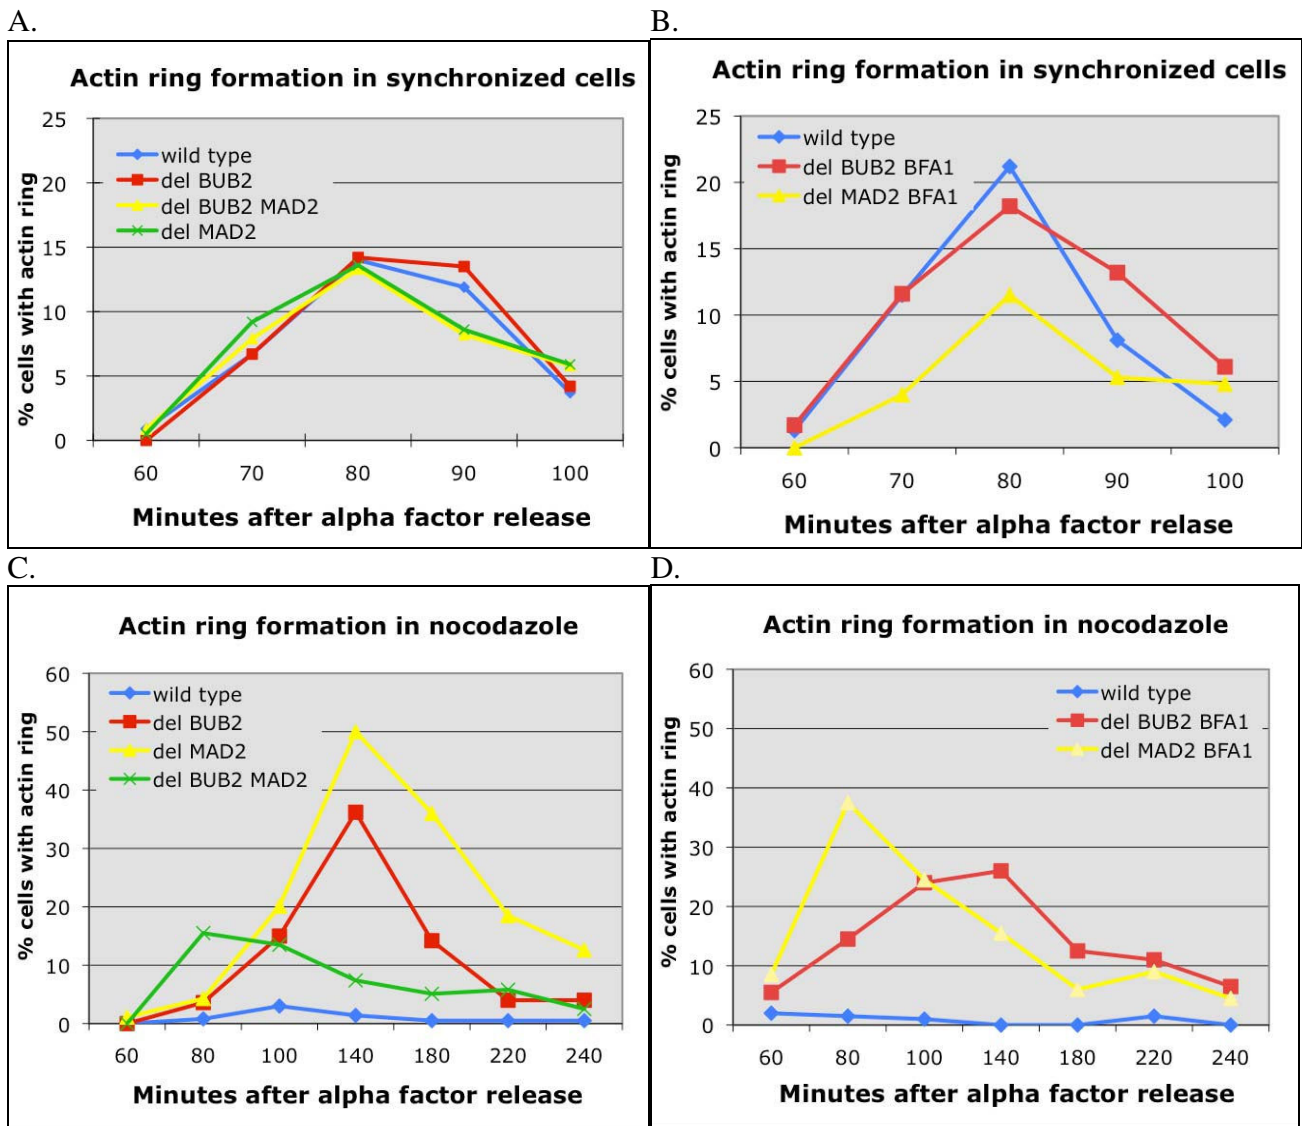 A.
Actin ring formation in synchronized cells
% cells with actin ring
25
20
15
10
5
0
wild type
del BUB2
del BUB2 MAD2
del MAD2
60 70 80 90 100
Minutes after alpha factor release
B.
Actin ring formation in synchronized cells
% cells with actin ring
25
20
15
10
5
0
wild type
del BUB2 BFA1
del MAD2 BFA1
60 70 80 90 100
Minutes after alpha factor relase
C.
Actin ring formation in nocodazole
% cells with actin ring
60
50
40
30
20
10
0
wild type
del BUB2
del MAD2
del BUB2 MAD2
60 80 100 140 180 220 240
Minutes after alpha factor release
D.
Actin ring formation in nocodazole
% cells with actin ring
60
50
40
30
20
10
0
wild type
del BUB2 BFA1
del MAD2 BFA1
60 80 100 140 180 220 240
Minutes after alpha factor release